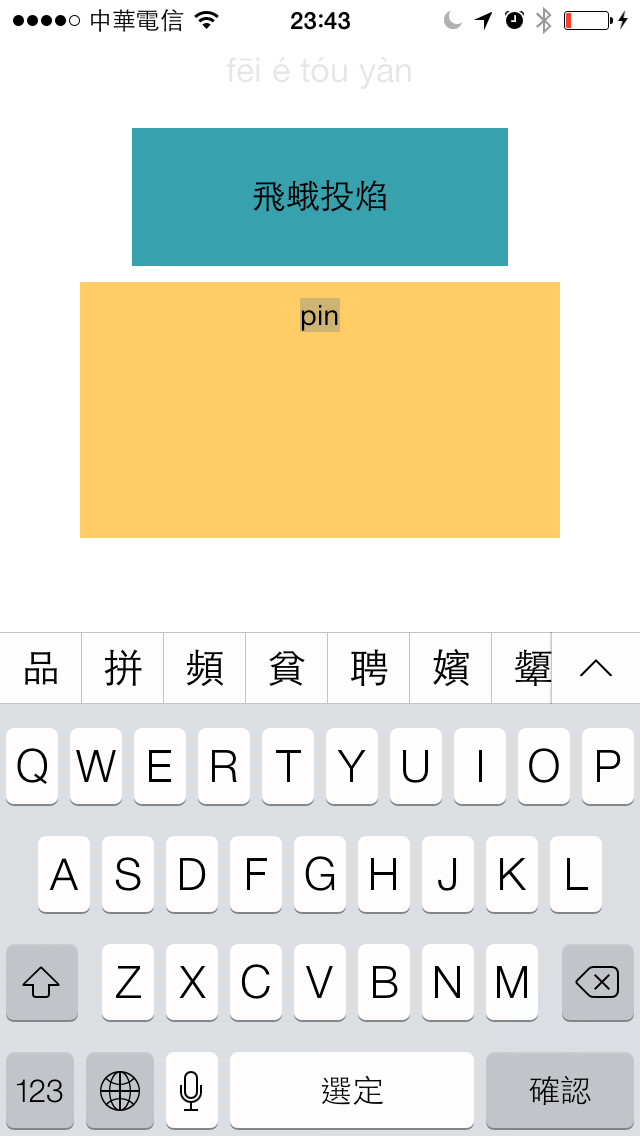 中華電信 23:43
fēi é tóu yàn
飛蛾投焰
pin
品 拼 頻 貧 聘 嬪 顰
Q W E R T Y U I O P
A S D F G H J K L
Z X C V B N M
123 選定 確認